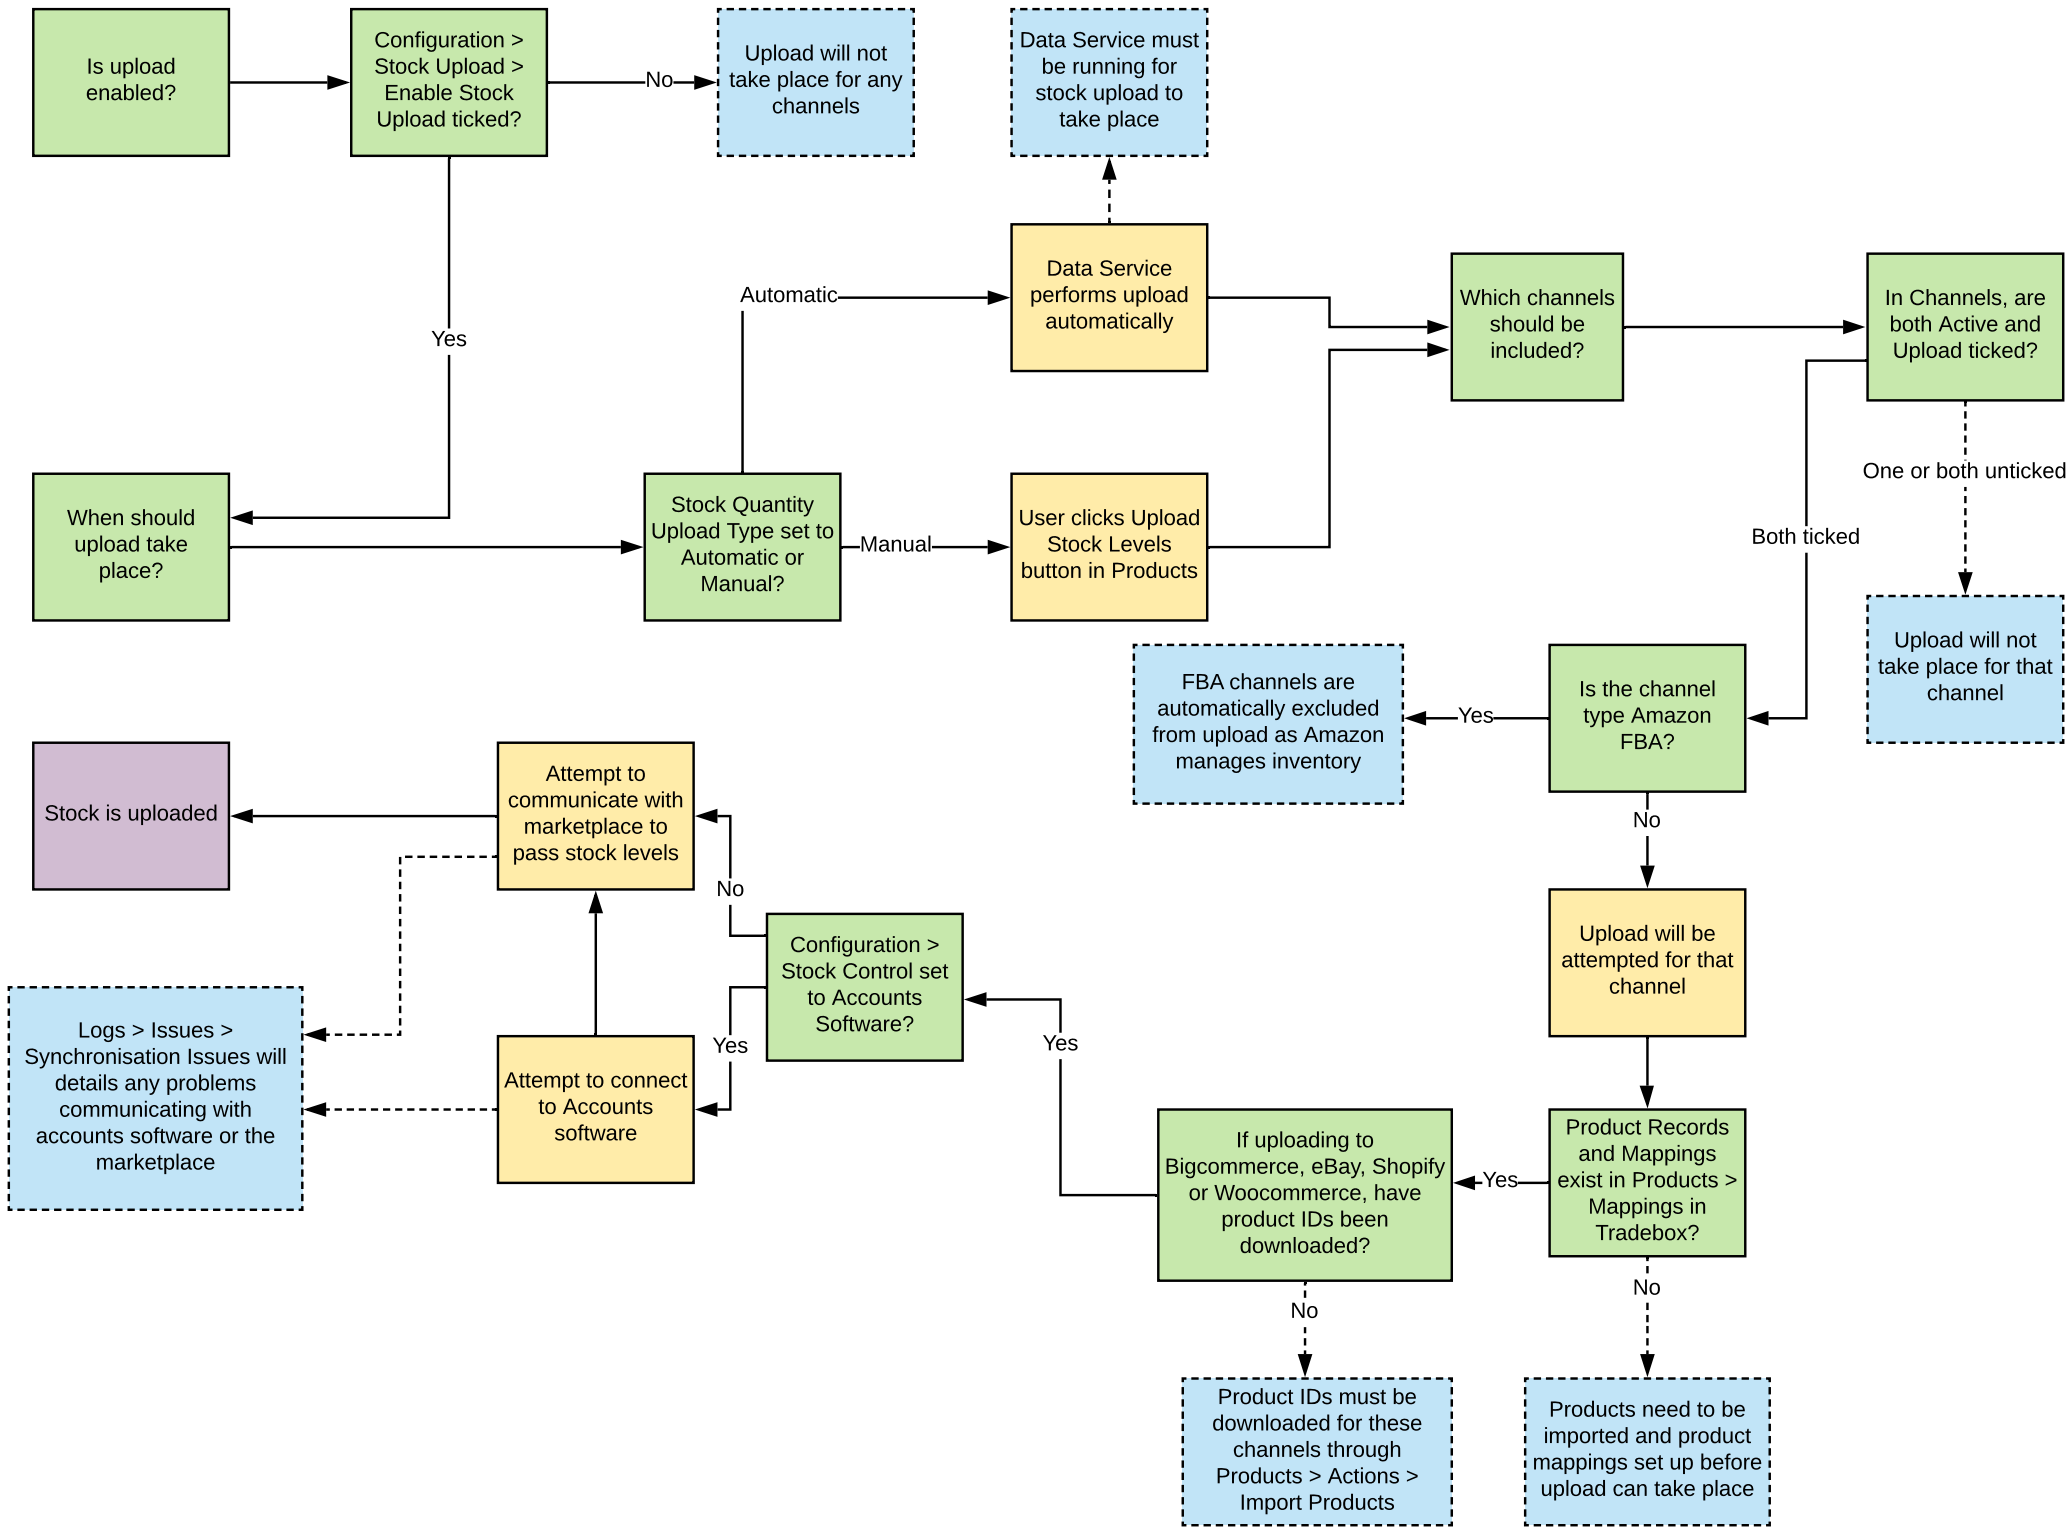 Is upload
enabled?
Configuration >
Stock Upload >
Enable Stock
Upload ticked?
No
Upload will not
take place for any
channels
Data Service must
be running for
stock upload to
take place
Yes
Automatic
Data Service
performs upload
automatically
Which channels
should be
included?
In Channels, are
both Active and
Upload ticked?
One or both unticked
Both ticked
When should
upload take
place?
Stock Quantity
Upload Type set to
Automatic or
Manual?
Manual
User clicks Upload
Stock Levels
button in Products
Upload will not
take place for that
channel
FBA channels are
automatically excluded
from upload as Amazon
manages inventory
Yes
Is the channel
type Amazon
FBA?
No
Stock is uploaded
Attempt to
communicate with
marketplace to
pass stock levels
No
Configuration >
Stock Control set
to Accounts
Software?
Yes
Upload will be
attempted for that
channel
Logs > Issues >
Synchronisation Issues will
details any problems
communicating with
accounts software or the
marketplace
Attempt to connect
to Accounts
software
Yes
If uploading to
Bigcommerce, eBay, Shopify
or Woocommerce, have
product IDs been
downloaded?
Yes
Product Records
and Mappings
exist in Products >
Mappings in
Tradebox?
No
No
Product IDs must be
downloaded for these
channels through
Products > Actions >
Import Products
Products need to be
imported and product
mappings set up before
upload can take place